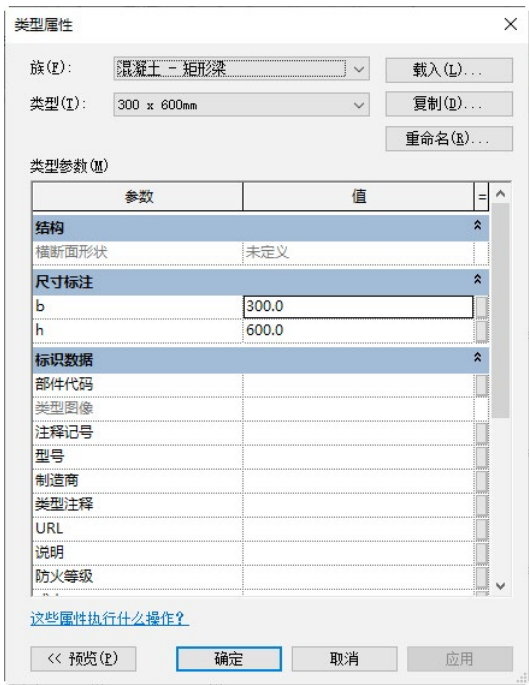 类型属性
族(F): 混凝土 - 矩形梁 载入(L)...
类型(T): 300 x 600mm 复制(D)...
重命名(R)...
类型参数(M)
参数 值 =
结构
横断面形状 未定义
尺寸标注
b 300.0
h 600.0
标识数据
部件代码
类型图像
注释记号
型号
制造商
类型注释
URL
说明
防火等级
这些属性执行什么操作?
<< 预览(P) 确定 取消 应用